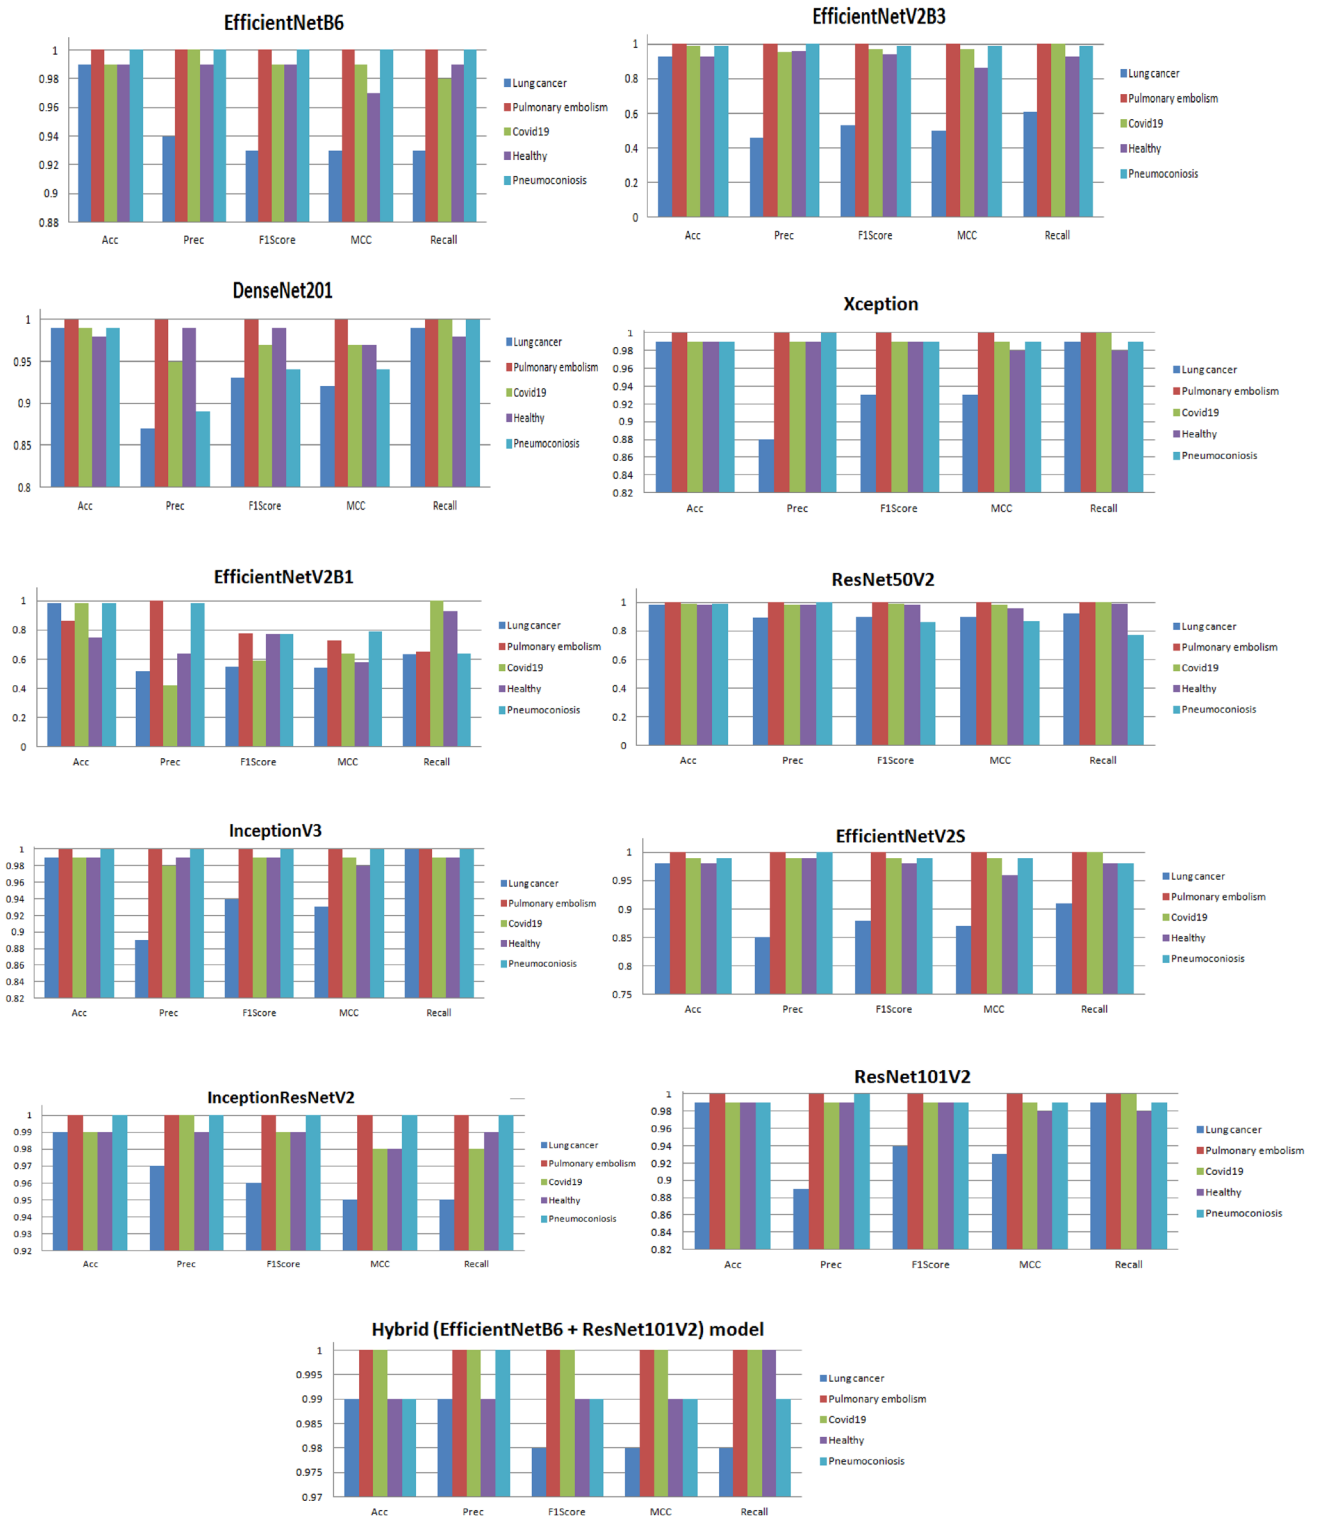 EfficientNetB6
1
0.98
0.96
0.94
0.92
0.9
0.88
Acc Prec F1Score MCC Recall
Lung cancer
Pulmonary embolism
Covid19
Healthy
Pneumoconiosis
EfficientNetV2B3
1
0.8
0.6
0.4
0.2
0
Acc Prec F1Score MCC Recall
Lung cancer
Pulmonary embolism
Covid19
Healthy
Pneumoconiosis
DenseNet201
1
0.95
0.9
0.85
0.8
Acc Prec F1Score MCC Recall
Lung cancer
Pulmonary embolism
Covid19
Healthy
Pneumoconiosis
Xception
1
0.98
0.96
0.94
0.92
0.9
0.88
0.86
0.84
0.82
Acc Prec F1Score MCC Recall
Lung cancer
Pulmonary embolism
Covid19
Healthy
Pneumoconiosis
EfficientNetV2B1
1
0.8
0.6
0.4
0.2
0
Acc Prec F1Score MCC Recall
Lung cancer
Pulmonary embolism
Covid19
Healthy
Pneumoconiosis
ResNet50V2
1
0.8
0.6
0.4
0.2
0
Acc Prec F1Score MCC Recall
Lung cancer
Pulmonary embolism
Covid19
Healthy
Pneumoconiosis
InceptionV3
1
0.98
0.96
0.94
0.92
0.9
0.88
0.86
0.84
0.82
Acc Prec F1Score MCC Recall
Lung cancer
Pulmonary embolism
Covid19
Healthy
Pneumoconiosis
EfficientNetV2S
1
0.95
0.9
0.85
0.8
0.75
Acc Prec F1Score MCC Recall
Lung cancer
Pulmonary embolism
Covid19
Healthy
Pneumoconiosis
InceptionResNetV2
1
0.99
0.98
0.97
0.96
0.95
0.94
0.93
0.92
Acc Prec F1Score MCC Recall
Lung cancer
Pulmonary embolism
Covid19
Healthy
Pneumoconiosis
ResNet101V2
1
0.98
0.96
0.94
0.92
0.9
0.88
0.86
0.84
0.82
Acc Prec F1Score MCC Recall
Lung cancer
Pulmonary embolism
Covid19
Healthy
Pneumoconiosis
Hybrid (EfficientNetB6 + ResNet101V2) model
1
0.995
0.99
0.985
0.98
0.975
0.97
Acc Prec F1Score MCC Recall
Lung cancer
Pulmonary embolism
Covid19
Healthy
Pneumoconiosis